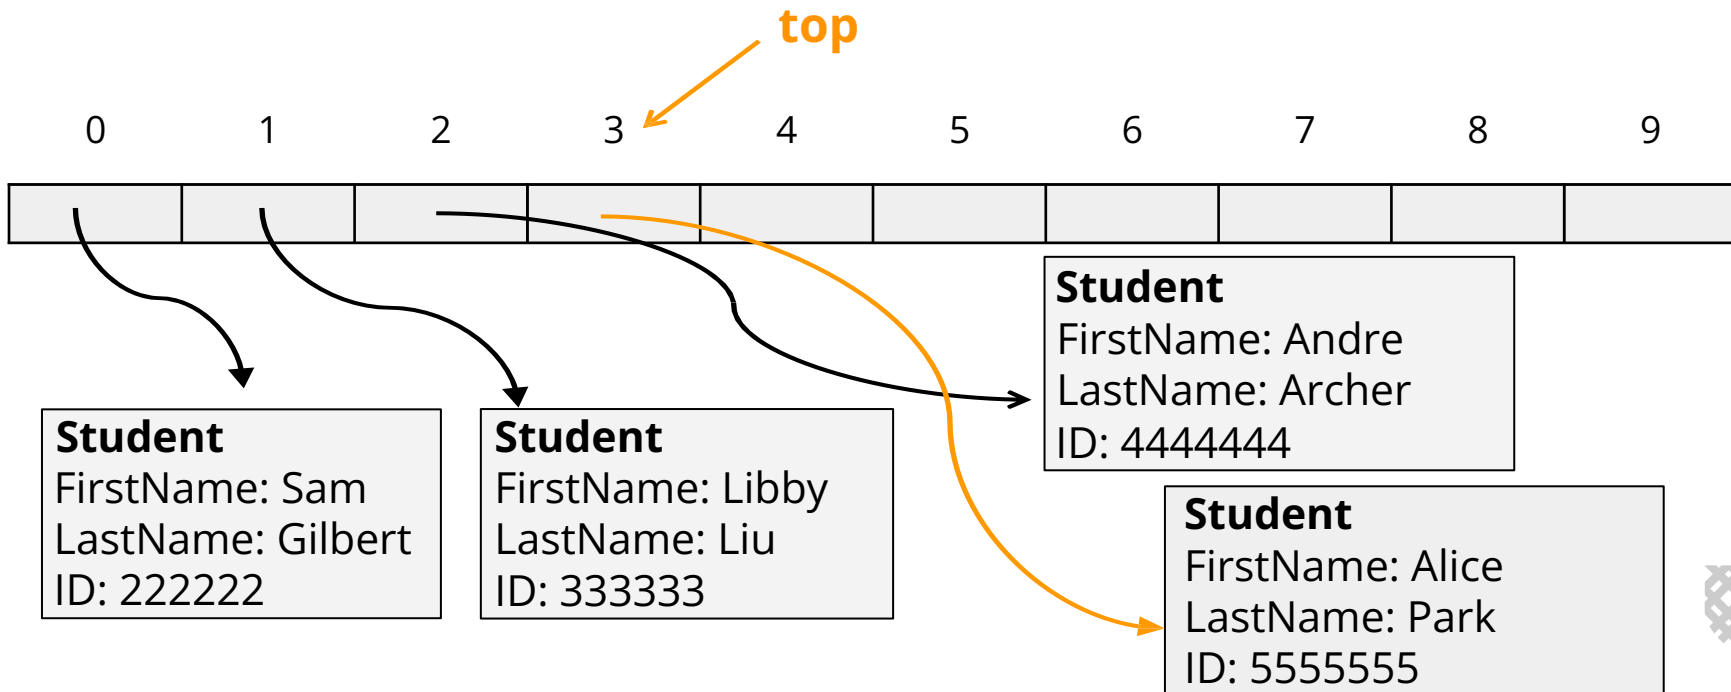 top
0 1 2 3 4 5 6 7 8 9
Student
FirstName: Sam
LastName: Gilbert
ID: 222222
Student
FirstName: Libby
LastName: Liu
ID: 333333
Student
FirstName: Andre
LastName: Archer
ID: 4444444
Student
FirstName: Alice
LastName: Park
ID: 5555555